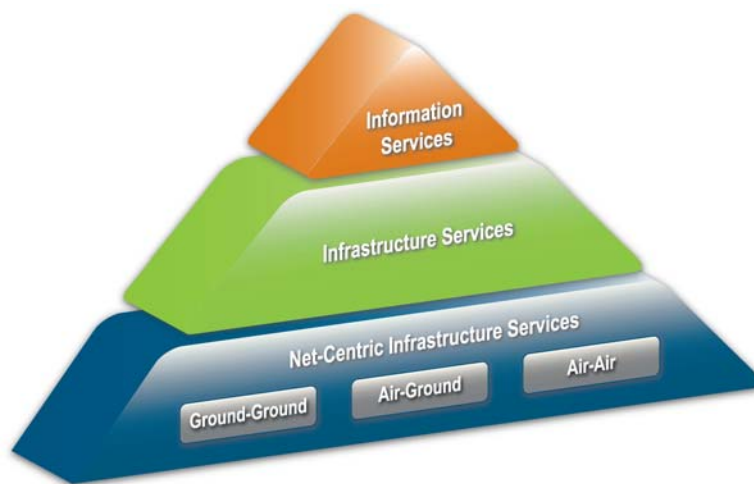 Information
Services
Infrastructure Services
Net-Centric Infrastructure Services
Ground-Ground
Air-Ground
Air-Air